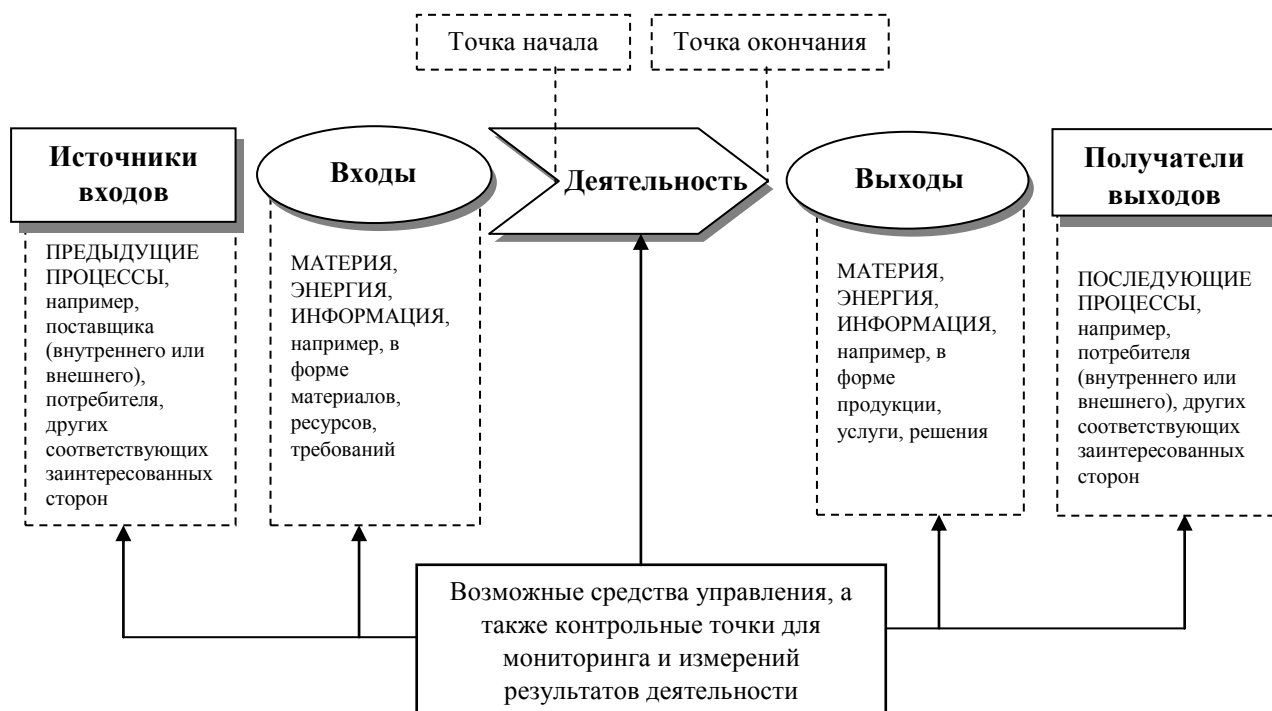 Точка начала
Точка окончания
Источники
входов
Входы
Деятельность
Выходы
Получатели
выходов
ПРЕДЫДУЩИЕ
ПРОЦЕССЫ,
например,
поставщика
(внутреннего или
внешнего),
потребителя,
других
соответствующих
заинтересованных
сторон
МАТЕРИЯ,
ЭНЕРГИЯ,
ИНФОРМАЦИЯ,
например, в
форме
материалов,
ресурсов,
требований
МАТЕРИЯ,
ЭНЕРГИЯ,
ИНФОРМАЦИЯ,
например, в
форме
продукции,
услуги, решения
ПОСЛЕДУЮЩИЕ
ПРОЦЕССЫ,
например,
потребителя
(внутреннего или
внешнего), других
соответствующих
заинтересованных
сторон
Возможные средства управления, а
также контрольные точки для
мониторинга и измерений
результатов деятельности